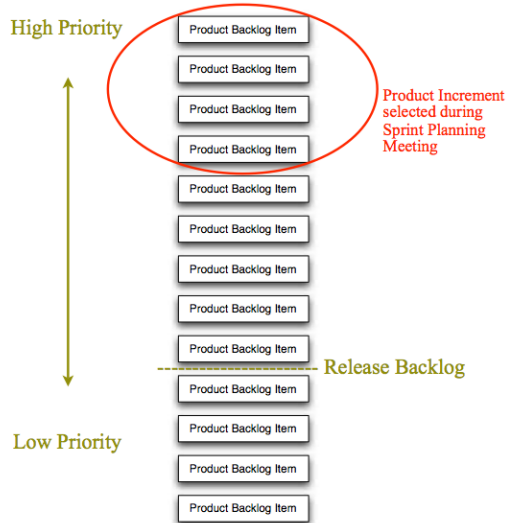 High Priority
Product Backlog Item
Product Backlog Item
Product Backlog Item
Product Increment
selected during
Sprint Planning
Meeting
Product Backlog Item
Product Backlog Item
Product Backlog Item
Product Backlog Item
Product Backlog Item
Product Backlog Item
Release Backlog
Product Backlog Item
Low Priority
Product Backlog Item
Product Backlog Item
Product Backlog Item